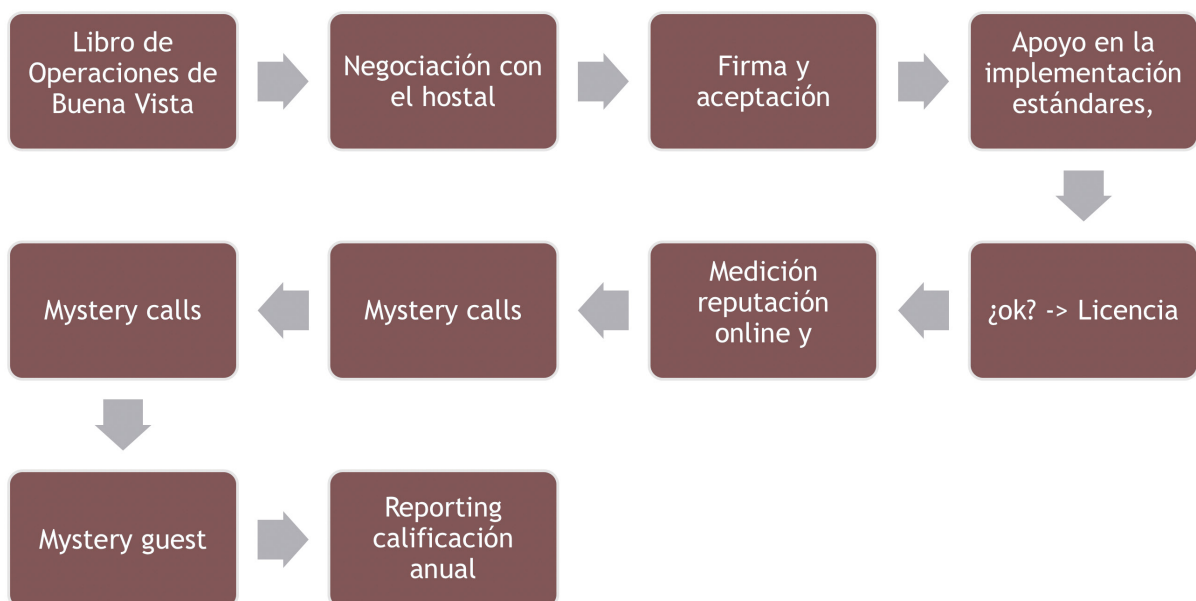 Libro de
Operaciones de
Buena Vista
Negociación con
el hostal
Firma y
aceptación
Apoyo en la
implementación
estándares,
¿ok? -> Licencia
Medición
reputación
online y
Mystery calls
Mystery calls
Mystery guest
Reporting
calificación
anual